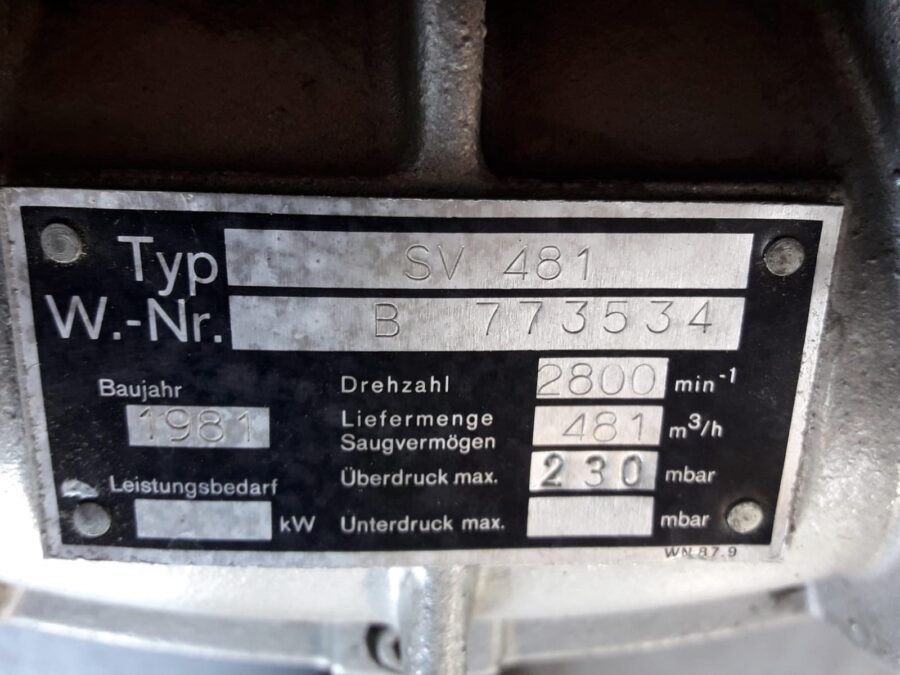 Typ SV 481
W.-Nr. B 773534
Baujahr
1981
Leistungsbedarf
kW
Drehzahl 2800 min-1
Liefermenge
Saugvermögen 481 m³/h
Überdruck max. 230 mbar
Unterdruck max. mbar
WN 87.9